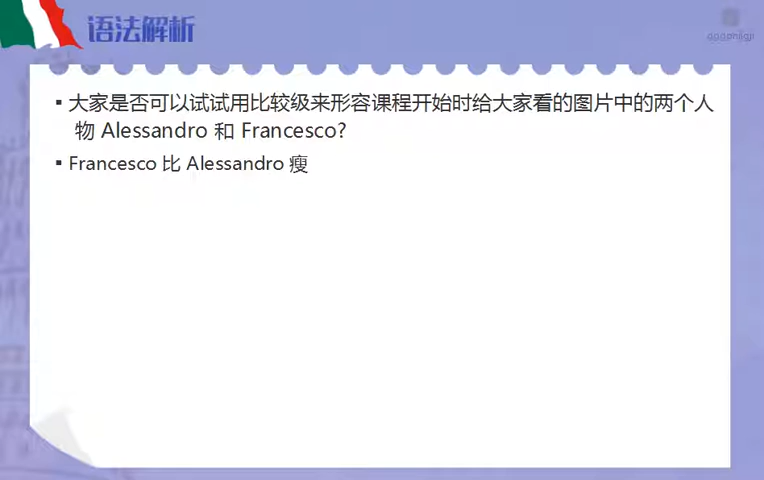 语法解析
▪ 大家是否可以试试用比较级来形容课程开始时给大家看的图片中的两个人
物 Alessandro 和 Francesco?
▪ Francesco 比 Alessandro 瘦